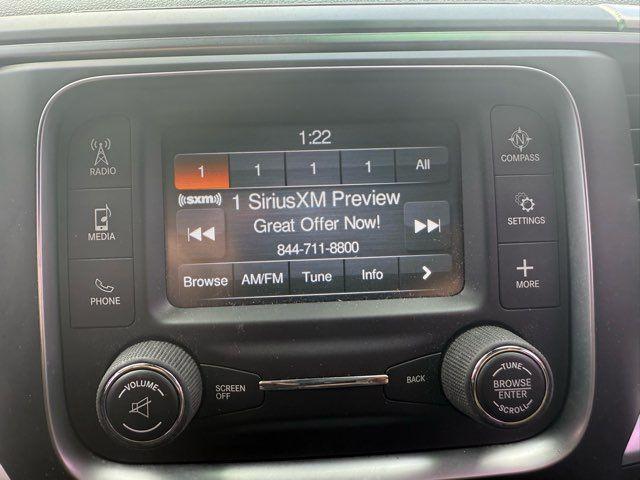 1:22
1 1 1 1 All
((sxm)) 1 SiriusXM Preview
Great Offer Now!
844-711-8800
Browse AM/FM Tune Info
RADIO
MEDIA
PHONE
N
COMPASS
SETTINGS
MORE
VOLUME
SCREEN
OFF
BACK
TUNE
BROWSE
ENTER
SCROLL